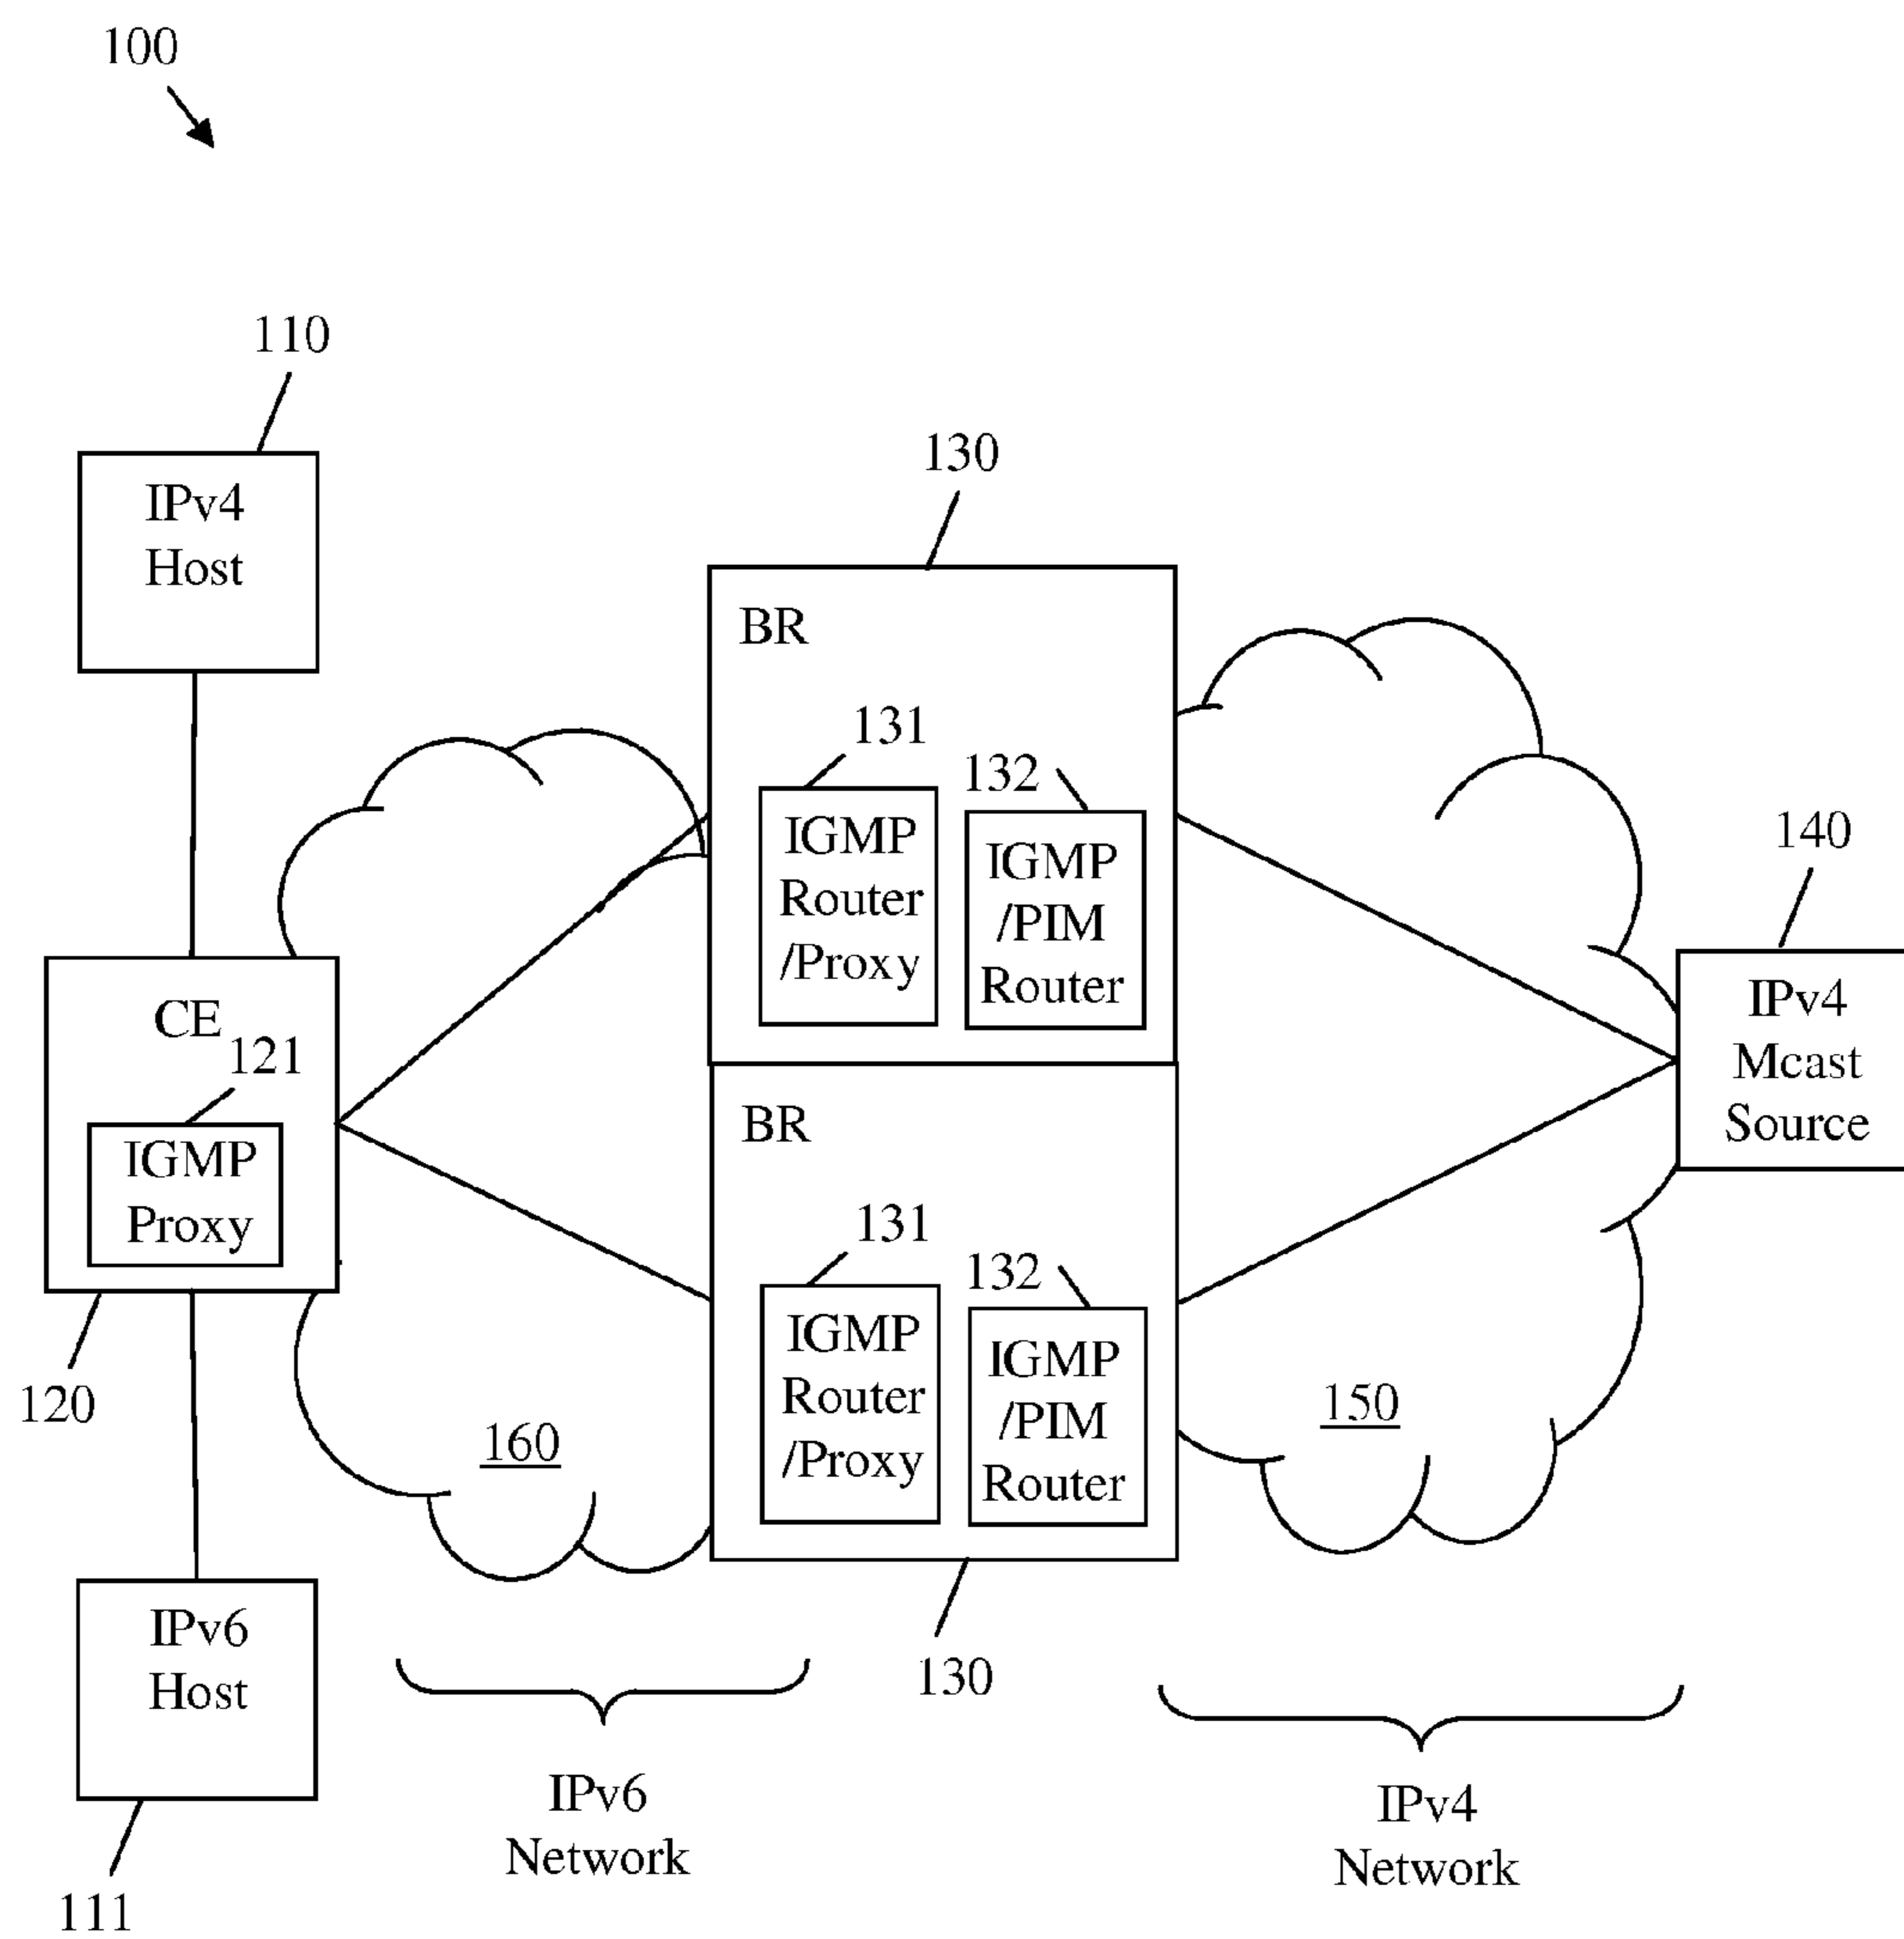 100
110
IPv4
Host
130
BR
131
IGMP
Router
/Proxy
132
IGMP
/PIM
Router
140
IPv4
Mcast
Source
CE
121
IGMP
Proxy
120
BR
131
IGMP
Router
/Proxy
132
IGMP
/PIM
Router
130
160
150
IPv6
Host
111
IPv6
Network
IPv4
Network